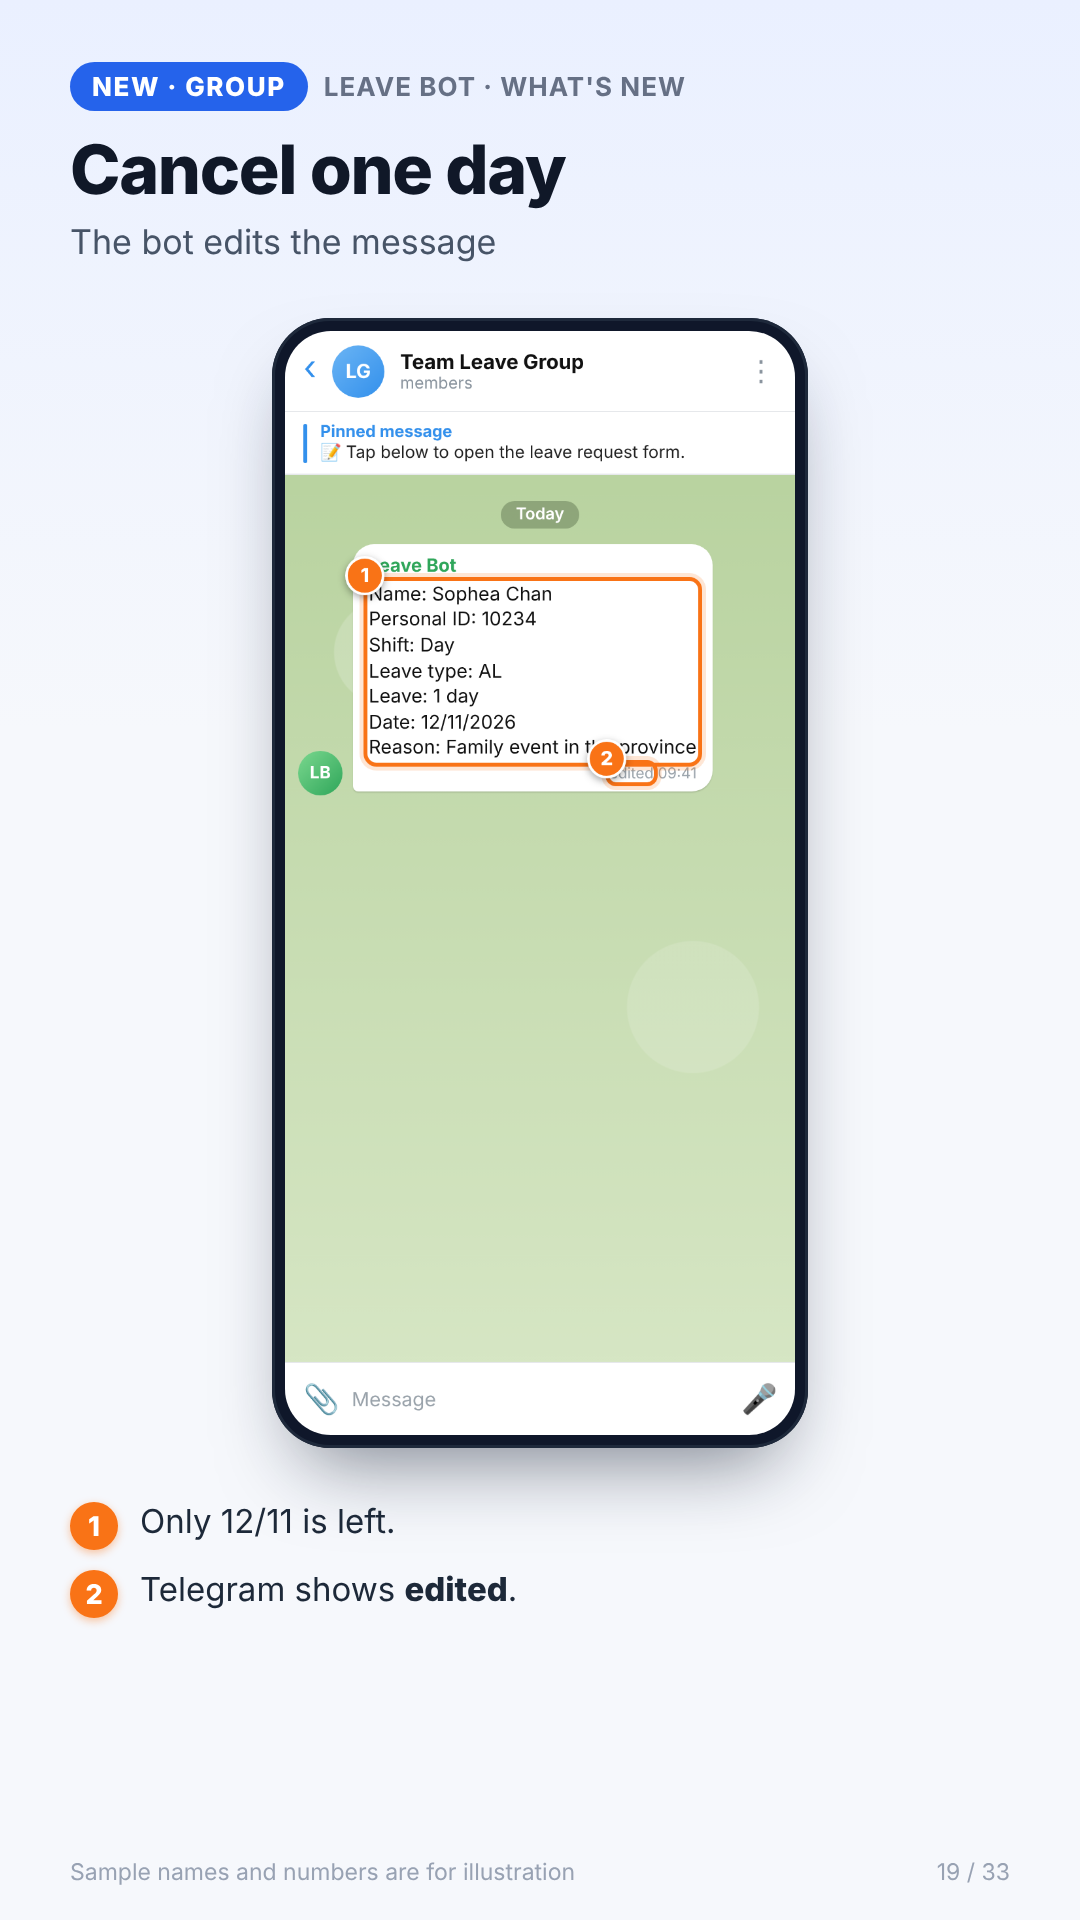 NEW · GROUP LEAVE BOT · WHAT'S NEW
Cancel one day
The bot edits the message
LG
Team Leave Group
members
Pinned message
📝 Tap below to open the leave request form.
Today
eave Bot
1
Name: Sophea Chan
Personal ID: 10234
Shift: Day
Leave type: AL
Leave: 1 day
Date: 12/11/2026
Reason: Family event in province
2
edited 09:41
LB
Message
1 Only 12/11 is left.
2 Telegram shows edited.
Sample names and numbers are for illustration
19 / 33